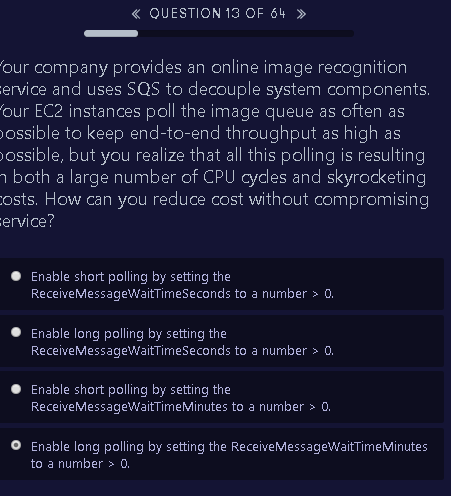 « QUESTION 13 OF 64 »
Your company provides an online image recognition
service and uses SQS to decouple system components.
Your EC2 instances poll the image queue as often as
possible to keep end-to-end throughput as high as
possible, but you realize that all this polling is resulting
in both a large number of CPU cycles and skyrocketing
costs. How can you reduce cost without compromising
service?
Enable short polling by setting the
ReceiveMessageWaitTimeSeconds to a number > 0.
Enable long polling by setting the
ReceiveMessageWaitTimeSeconds to a number > 0.
Enable short polling by setting the
ReceiveMessageWaitTimeMinutes to a number > 0.
Enable long polling by setting the ReceiveMessageWaitTimeMinutes
to a number > 0.